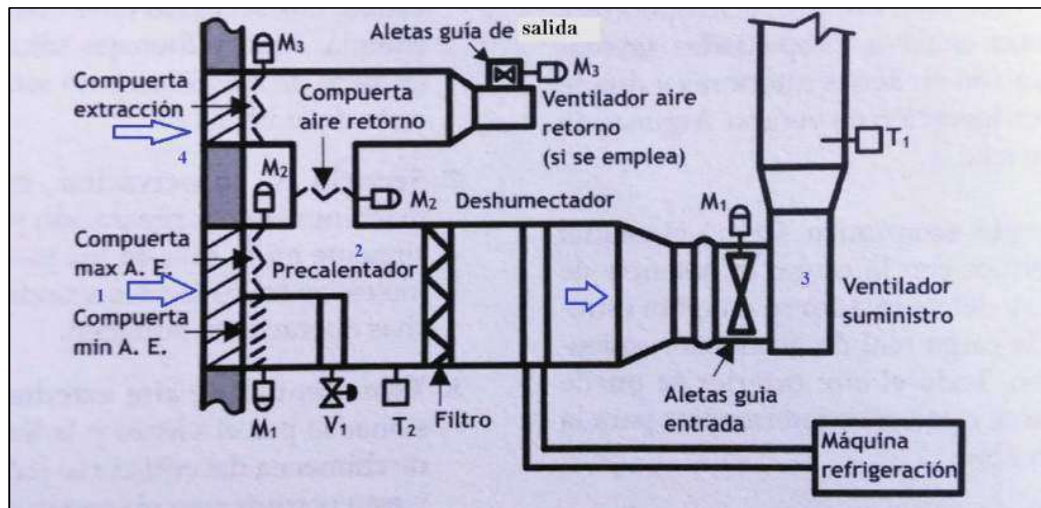 Aletas guía de salida
M3
M3
Compuerta
extracción
Compuerta
aire retorno
Ventilador aire
retorno
(si se emplea)
4
T1
M2
M2
Deshumectador
M1
Compuerta
max A. E.
2
Precalentador
1
3
Ventilador
suministro
Compuerta
min A. E.
Aletas guia
entrada
M1
V1
T2
Filtro
Máquina
refrigeración